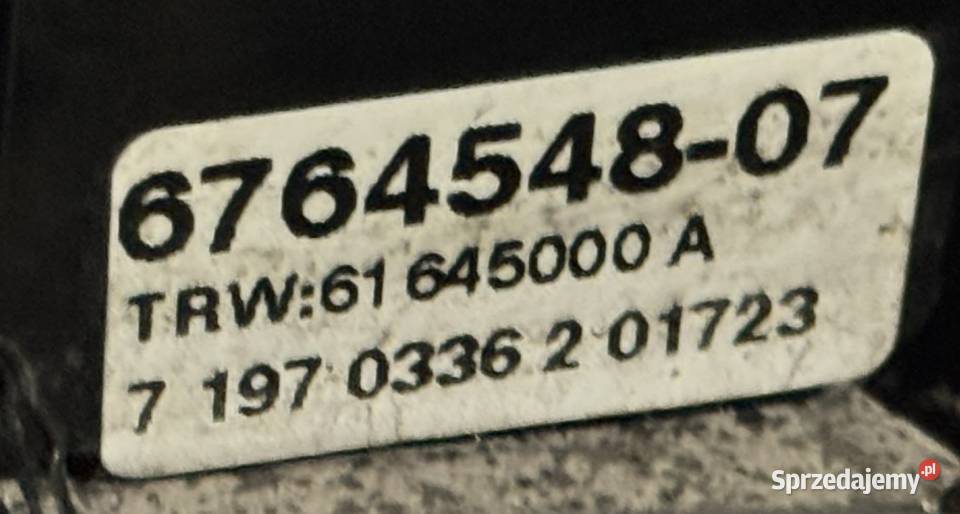 6764548-07
TRW:61 645000 A
7 197 0336 2 01723
Sprzedajemy.pl